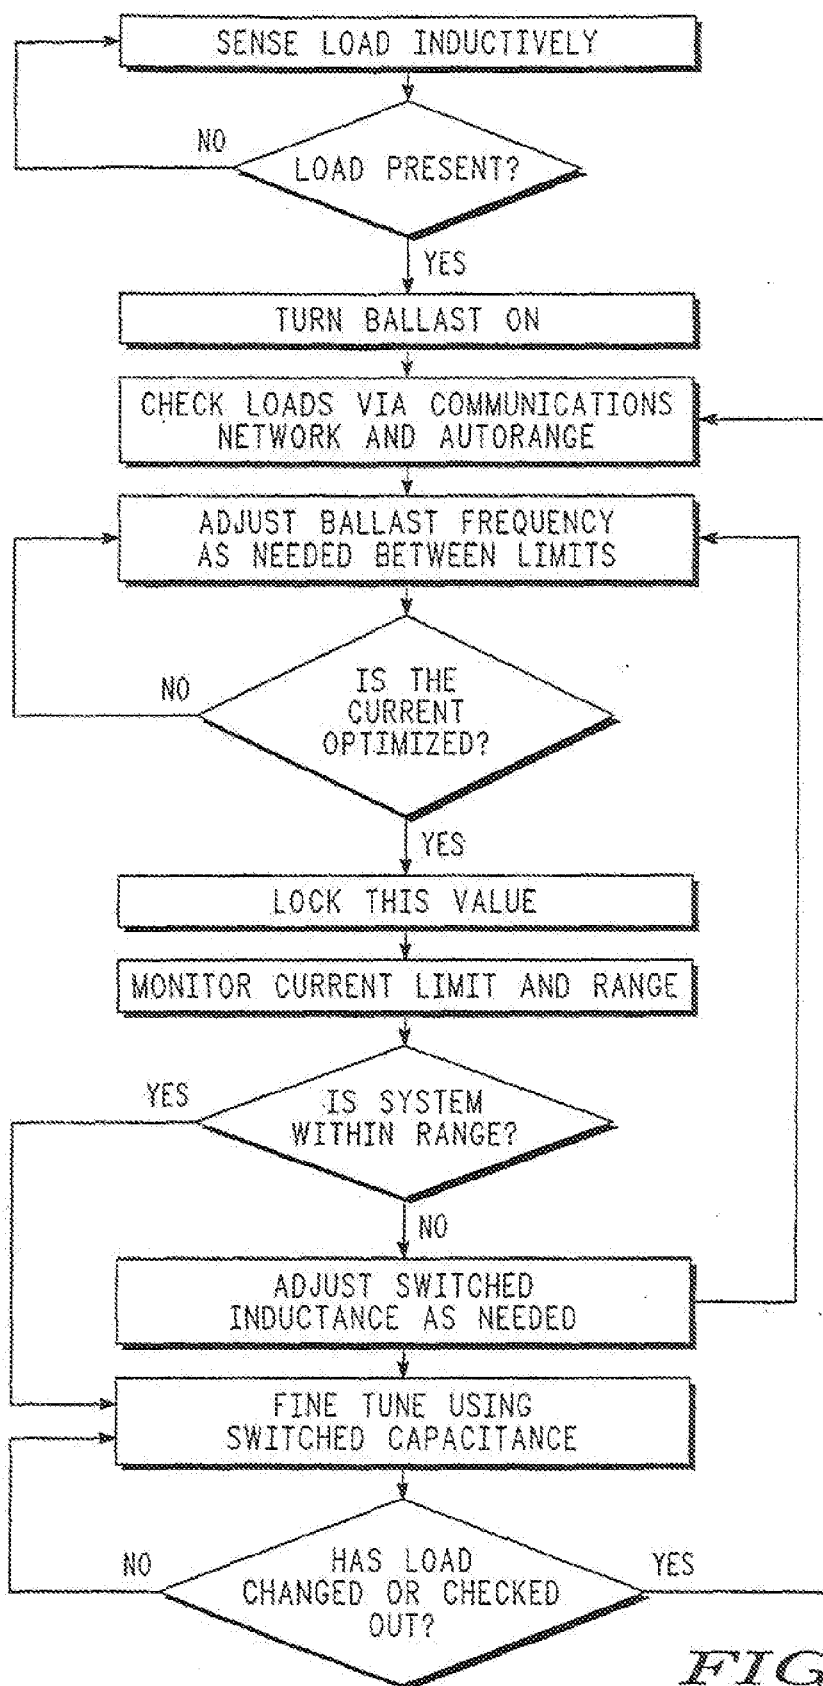 SENSE LOAD INDUCTIVELY
NO
LOAD PRESENT?
YES
TURN BALLAST ON
CHECK LOADS VIA COMMUNICATIONS
NETWORK AND AUTORANGE
ADJUST BALLAST FREQUENCY
AS NEEDED BETWEEN LIMITS
NO
IS THE
CURRENT
OPTIMIZED?
YES
LOCK THIS VALUE
MONITOR CURRENT LIMIT AND RANGE
YES
IS SYSTEM
WITHIN RANGE?
NO
ADJUST SWITCHED
INDUCTANCE AS NEEDED
FINE TUNE USING
SWITCHED CAPACITANCE
NO
HAS LOAD
CHANGED OR CHECKED
OUT?
YES
FIG